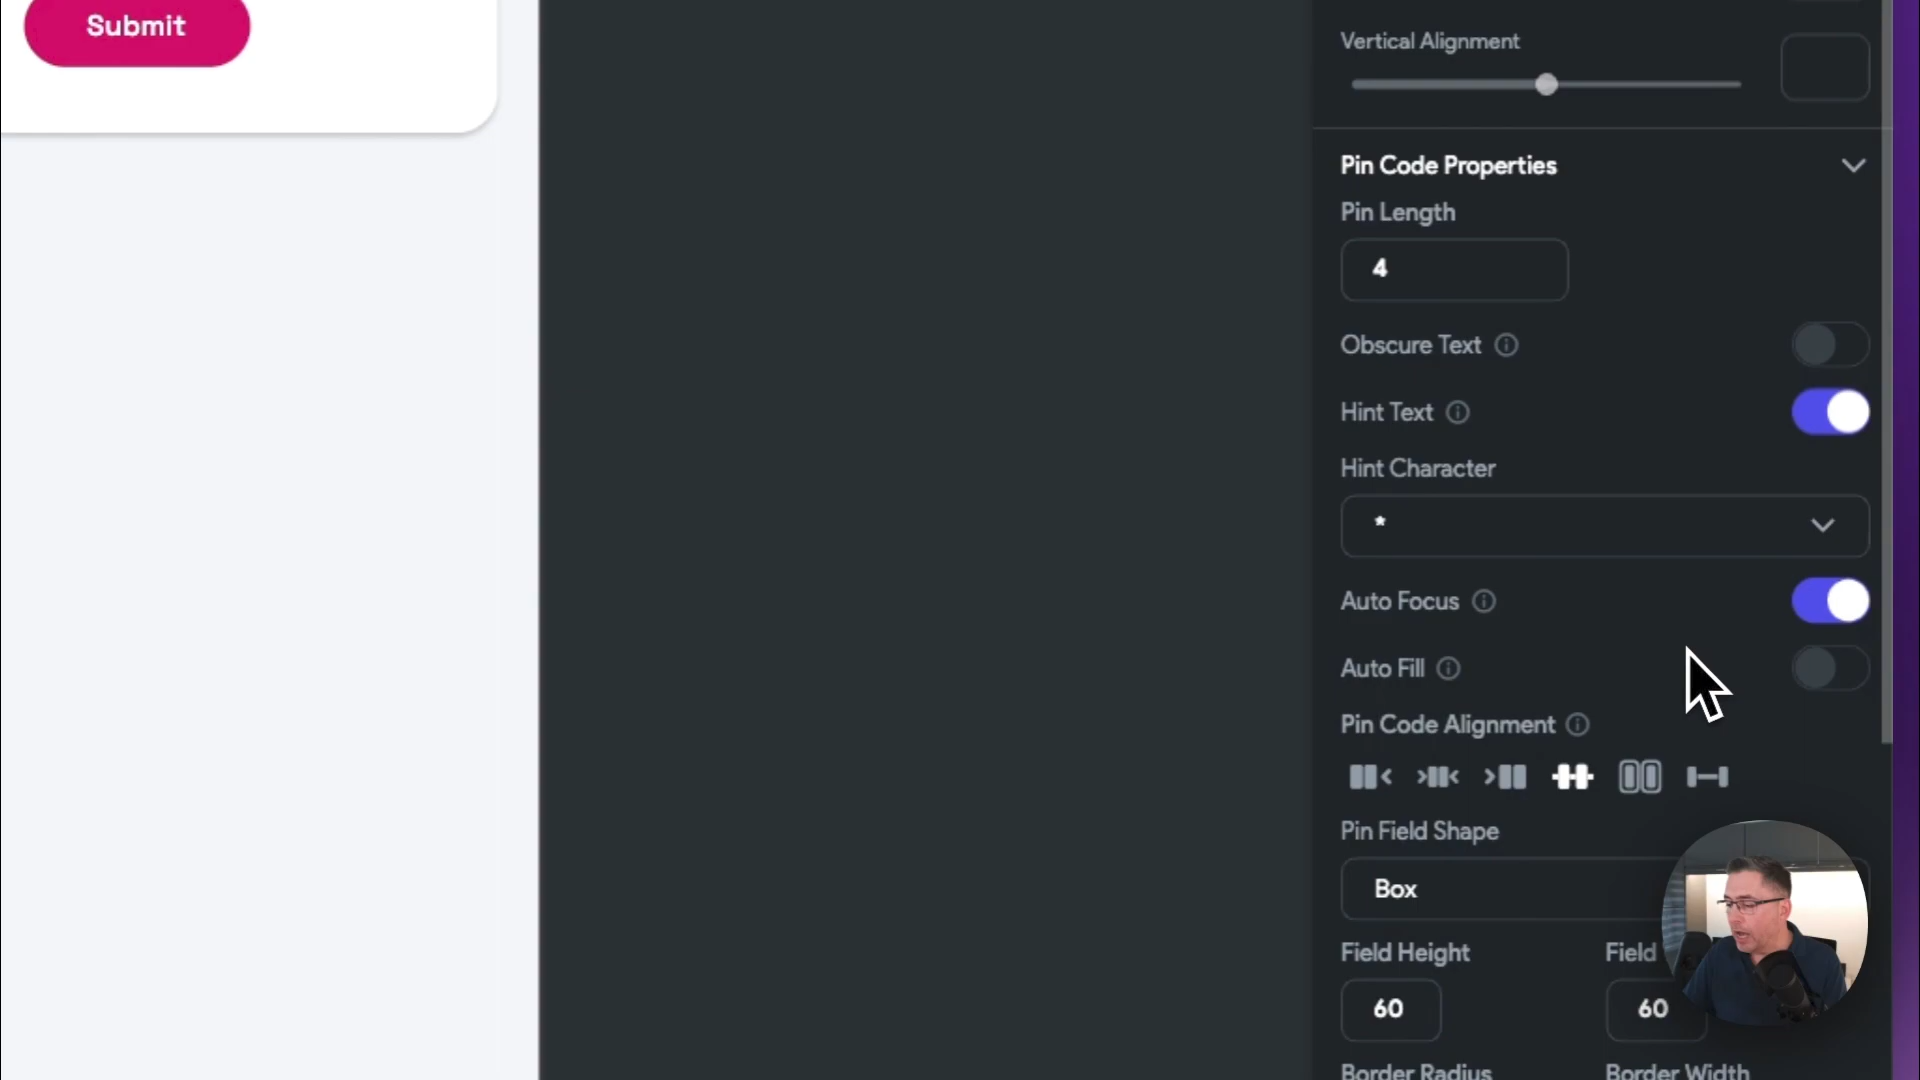 Submit
Vertical Alignment
Pin Code Properties
Pin Length
4
Obscure Text
Hint Text
Hint Character
*
Auto Focus
Auto Fill
Pin Code Alignment
Pin Field Shape
Box
Field Height Field
60 60
Border Radius Border Width